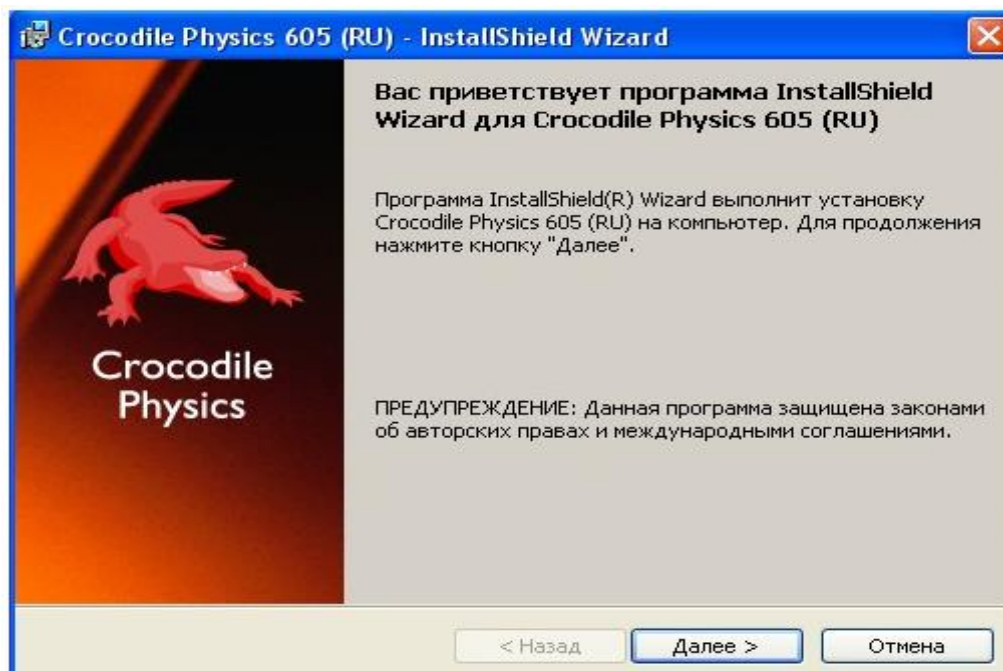 Crocodile Physics 605 (RU) - InstallShield Wizard
Вас приветствует программа InstallShield
Wizard для Crocodile Physics 605 (RU)
Программа InstallShield(R) Wizard выполнит установку
Crocodile Physics 605 (RU) на компьютер. Для продолжения
нажмите кнопку "Далее".
Crocodile
Physics
ПРЕДУПРЕЖДЕНИЕ: Данная программа защищена законами
об авторских правах и международными соглашениями.
< Назад
Далее >
Отмена